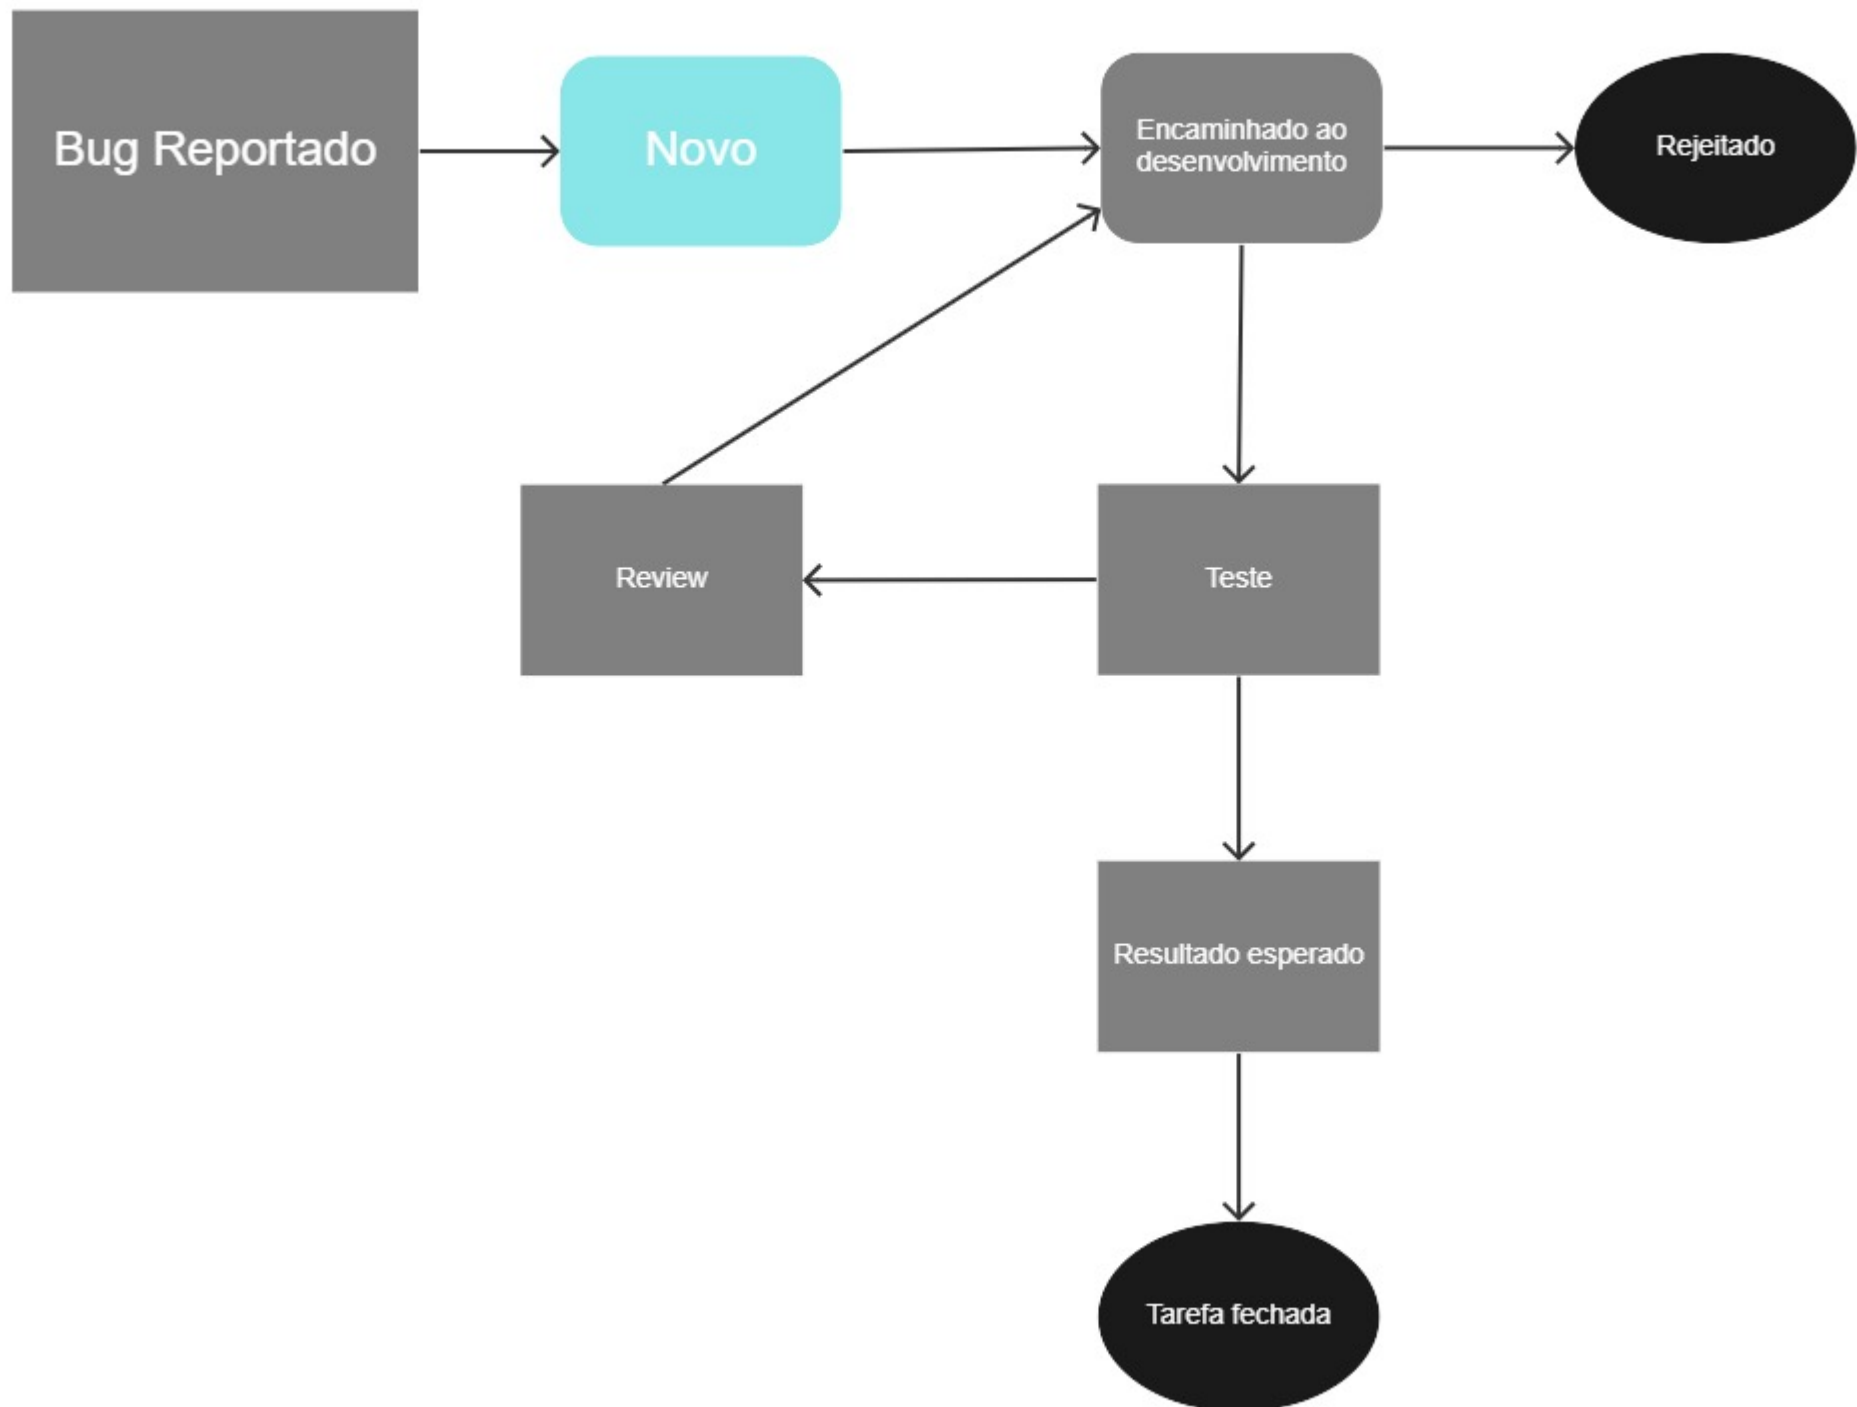 Bug Reportado
Novo
Encaminhado ao
desenvolvimento
Rejeitado
Review
Teste
Resultado esperado
Tarefa fechada